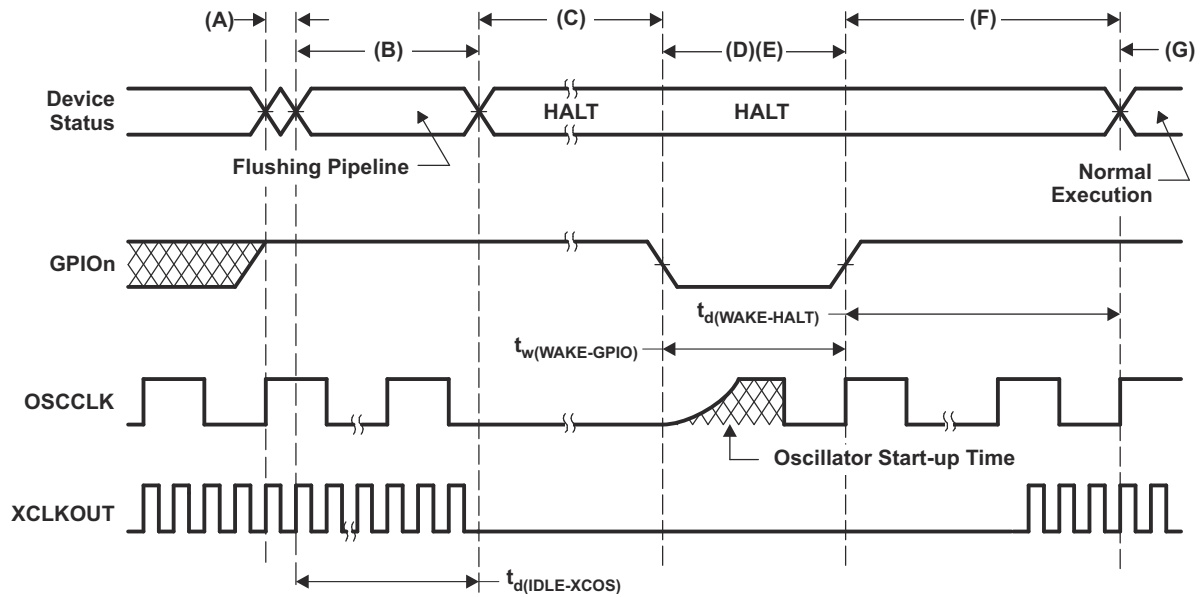 (A)
(B)
(C)
(D)(E)
(F)
(G)
Device
Status
HALT
HALT
Flushing Pipeline
Normal
Execution
GPIOn
td(WAKE-HALT)
tw(WAKE-GPIO)
OSCCLK
Oscillator Start-up Time
XCLKOUT
td(IDLE-XCOS)